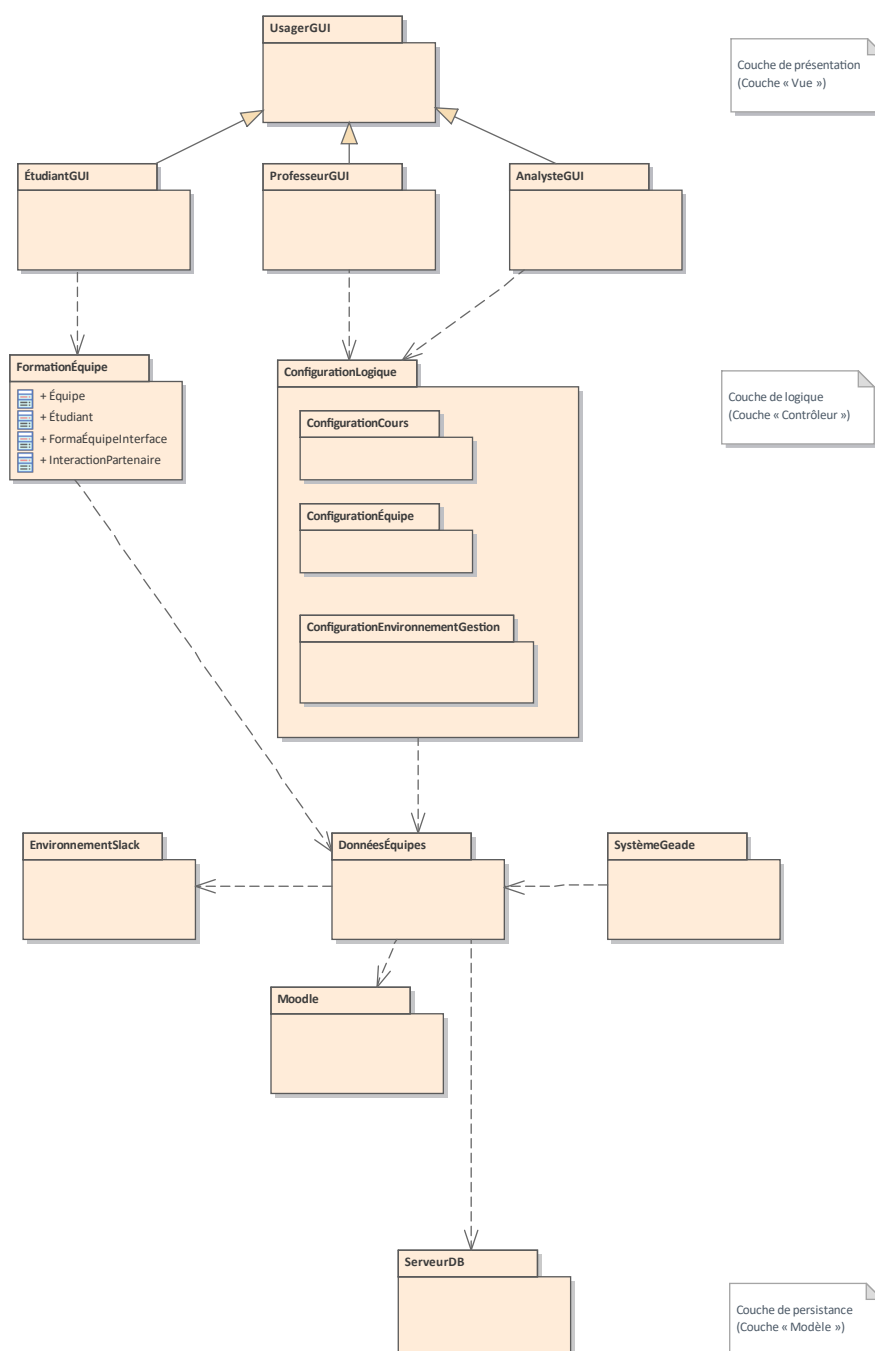 UsagerGUI
Couche de présentation
(Couche « Vue »)
ÉtudiantGUI
ProfesseurGUI
AnalysteGUI
FormationÉquipe
+ Équipe
+ Étudiant
+ FormaÉquipeInterface
+ InteractionPartenaire
ConfigurationLogique
ConfigurationCours
ConfigurationÉquipe
ConfigurationEnvironnementGestion
Couche de logique
(Couche « Contrôleur »)
EnvironnementSlack
DonnéesÉquipes
SystèmeGeade
Moodle
ServeurDB
Couche de persistance
(Couche « Modèle »)